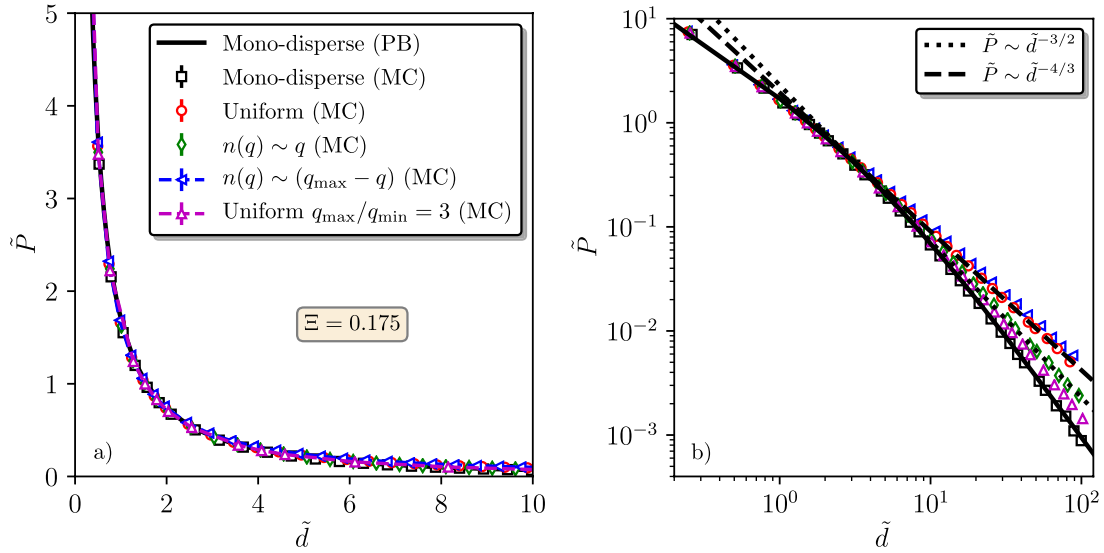 5
4
3
2
1
0
P̃
Mono-disperse (PB)
Mono-disperse (MC)
Uniform (MC)
n(q) ∼ q (MC)
n(q) ∼ (q_max − q) (MC)
Uniform q_max/q_min = 3 (MC)
Ξ = 0.175
a)
0 2 4 6 8 10
d̃
10^1
10^0
10^−1
10^−2
10^−3
P̃
P̃ ∼ d̃^−3/2
P̃ ∼ d̃^−4/3
b)
10^0 10^1 10^2
d̃